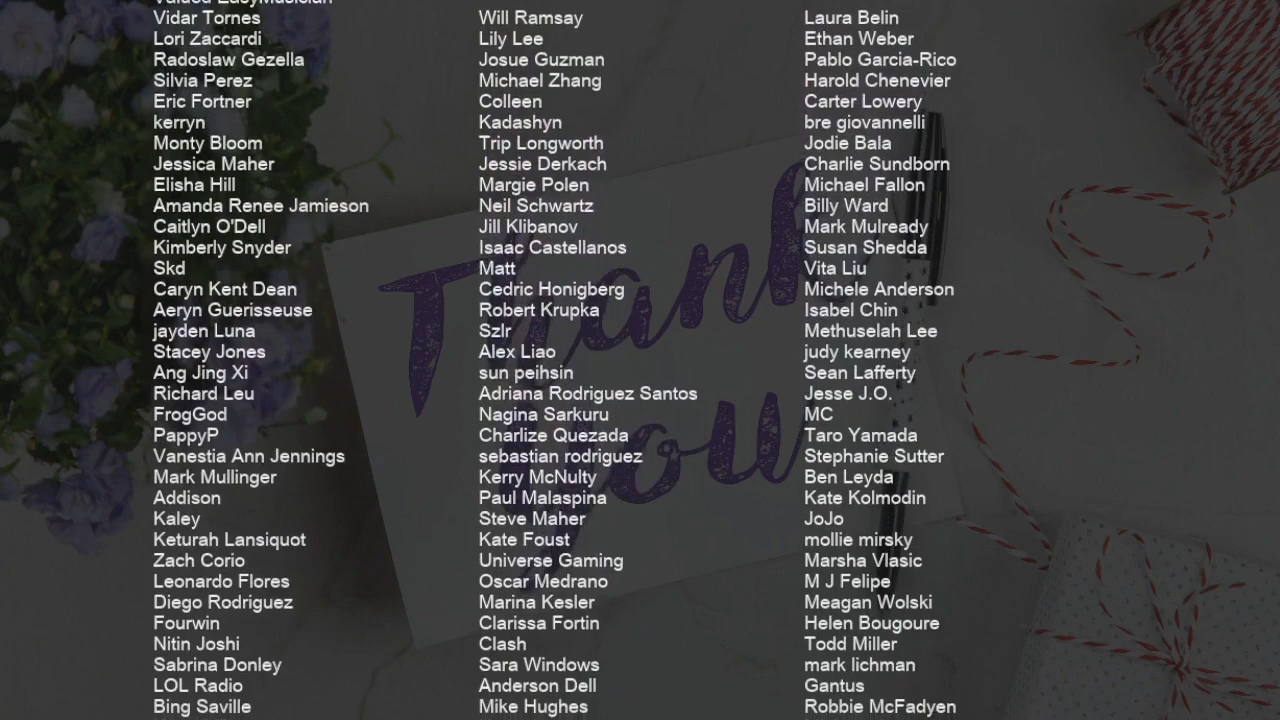 Valued EasyMusician
Vidar Tornes
Lori Zaccardi
Radoslaw Gezella
Silvia Perez
Eric Fortner
kerryn
Monty Bloom
Jessica Maher
Elisha Hill
Amanda Renee Jamieson
Caitlyn O'Dell
Kimberly Snyder
Skd
Caryn Kent Dean
Aeryn Guerisseuse
jayden Luna
Stacey Jones
Ang Jing Xi
Richard Leu
FrogGod
PappyP
Vanestia Ann Jennings
Mark Mullinger
Addison
Kaley
Keturah Lansiquot
Zach Corio
Leonardo Flores
Diego Rodriguez
Fourwin
Nitin Joshi
Sabrina Donley
LOL Radio
Bing Saville
Will Ramsay
Lily Lee
Josue Guzman
Michael Zhang
Colleen
Kadashyn
Trip Longworth
Jessie Derkach
Margie Polen
Neil Schwartz
Jill Klibanov
Isaac Castellanos
Matt
Cedric Honigberg
Robert Krupka
Szlr
Alex Liao
sun peihsin
Adriana Rodriguez Santos
Nagina Sarkuru
Charlize Quezada
sebastian rodriguez
Kerry McNulty
Paul Malaspina
Steve Maher
Kate Foust
Universe Gaming
Oscar Medrano
Marina Kesler
Clarissa Fortin
Clash
Sara Windows
Anderson Dell
Mike Hughes
Laura Belin
Ethan Weber
Pablo Garcia-Rico
Harold Chenevier
Carter Lowery
bre giovannelli
Jodie Bala
Charlie Sundborn
Michael Fallon
Billy Ward
Mark Mulready
Susan Shedda
Vita Liu
Michele Anderson
Isabel Chin
Methuselah Lee
judy kearney
Sean Lafferty
Jesse J.O.
MC
Taro Yamada
Stephanie Sutter
Ben Leyda
Kate Kolmodin
JoJo
mollie mirsky
Marsha Vlasic
M J Felipe
Meagan Wolski
Helen Bougoure
Todd Miller
mark lichman
Gantus
Robbie McFadyen
Thank
you